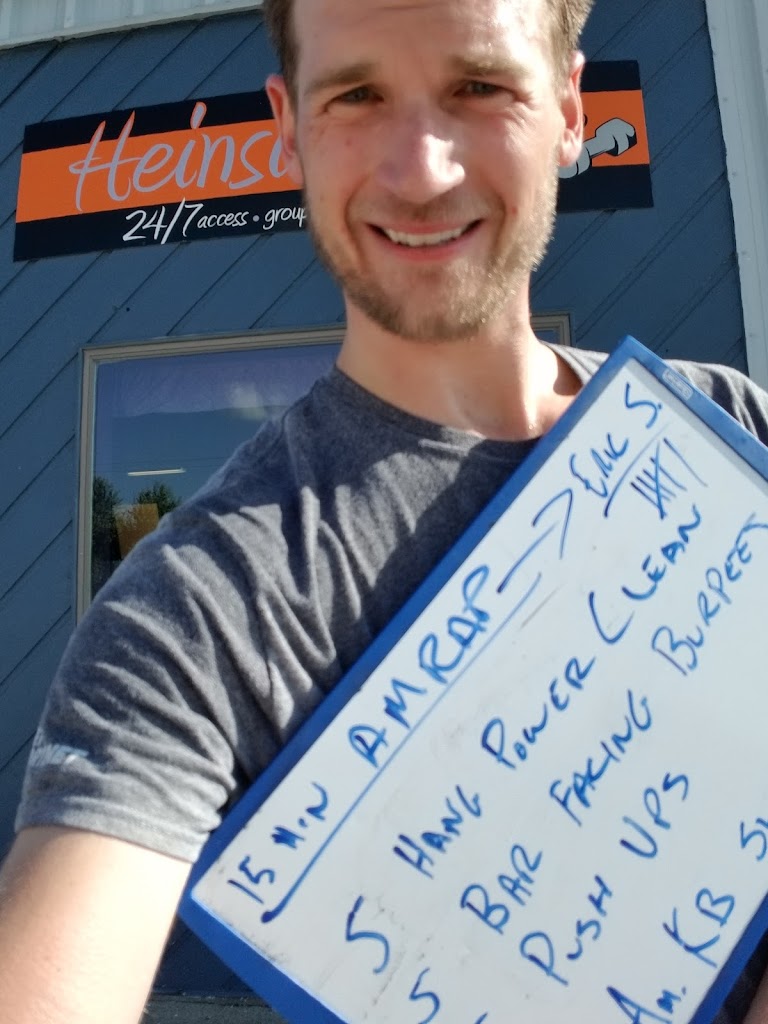 Heins
24/7 access • group
15 MIN AMRAP → ERIC S.
5 HANG POWER CLEAN
5 BAR FACING BURPEES
PUSH UPS
Am. KB